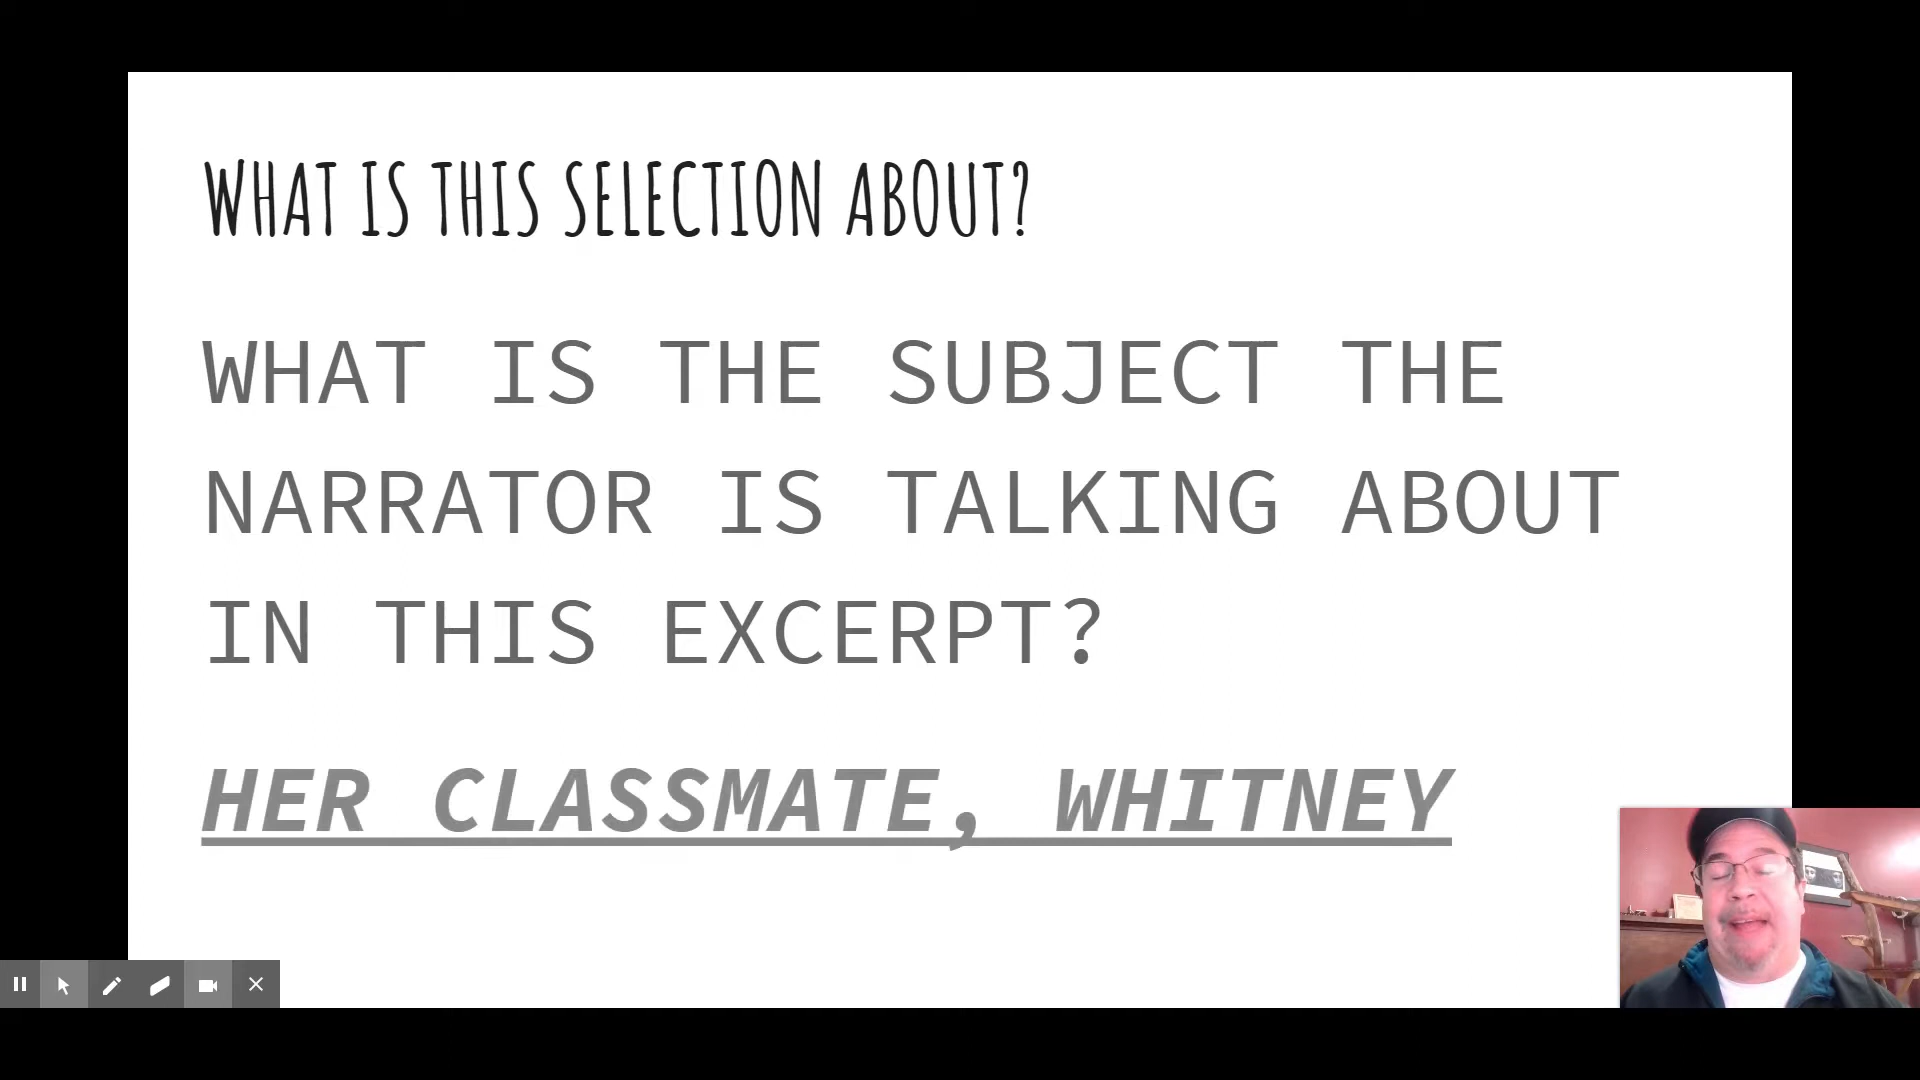 WHAT IS THIS SELECTION ABOUT?
WHAT IS THE SUBJECT THE
NARRATOR IS TALKING ABOUT
IN THIS EXCERPT?
HER CLASSMATE, WHITNEY